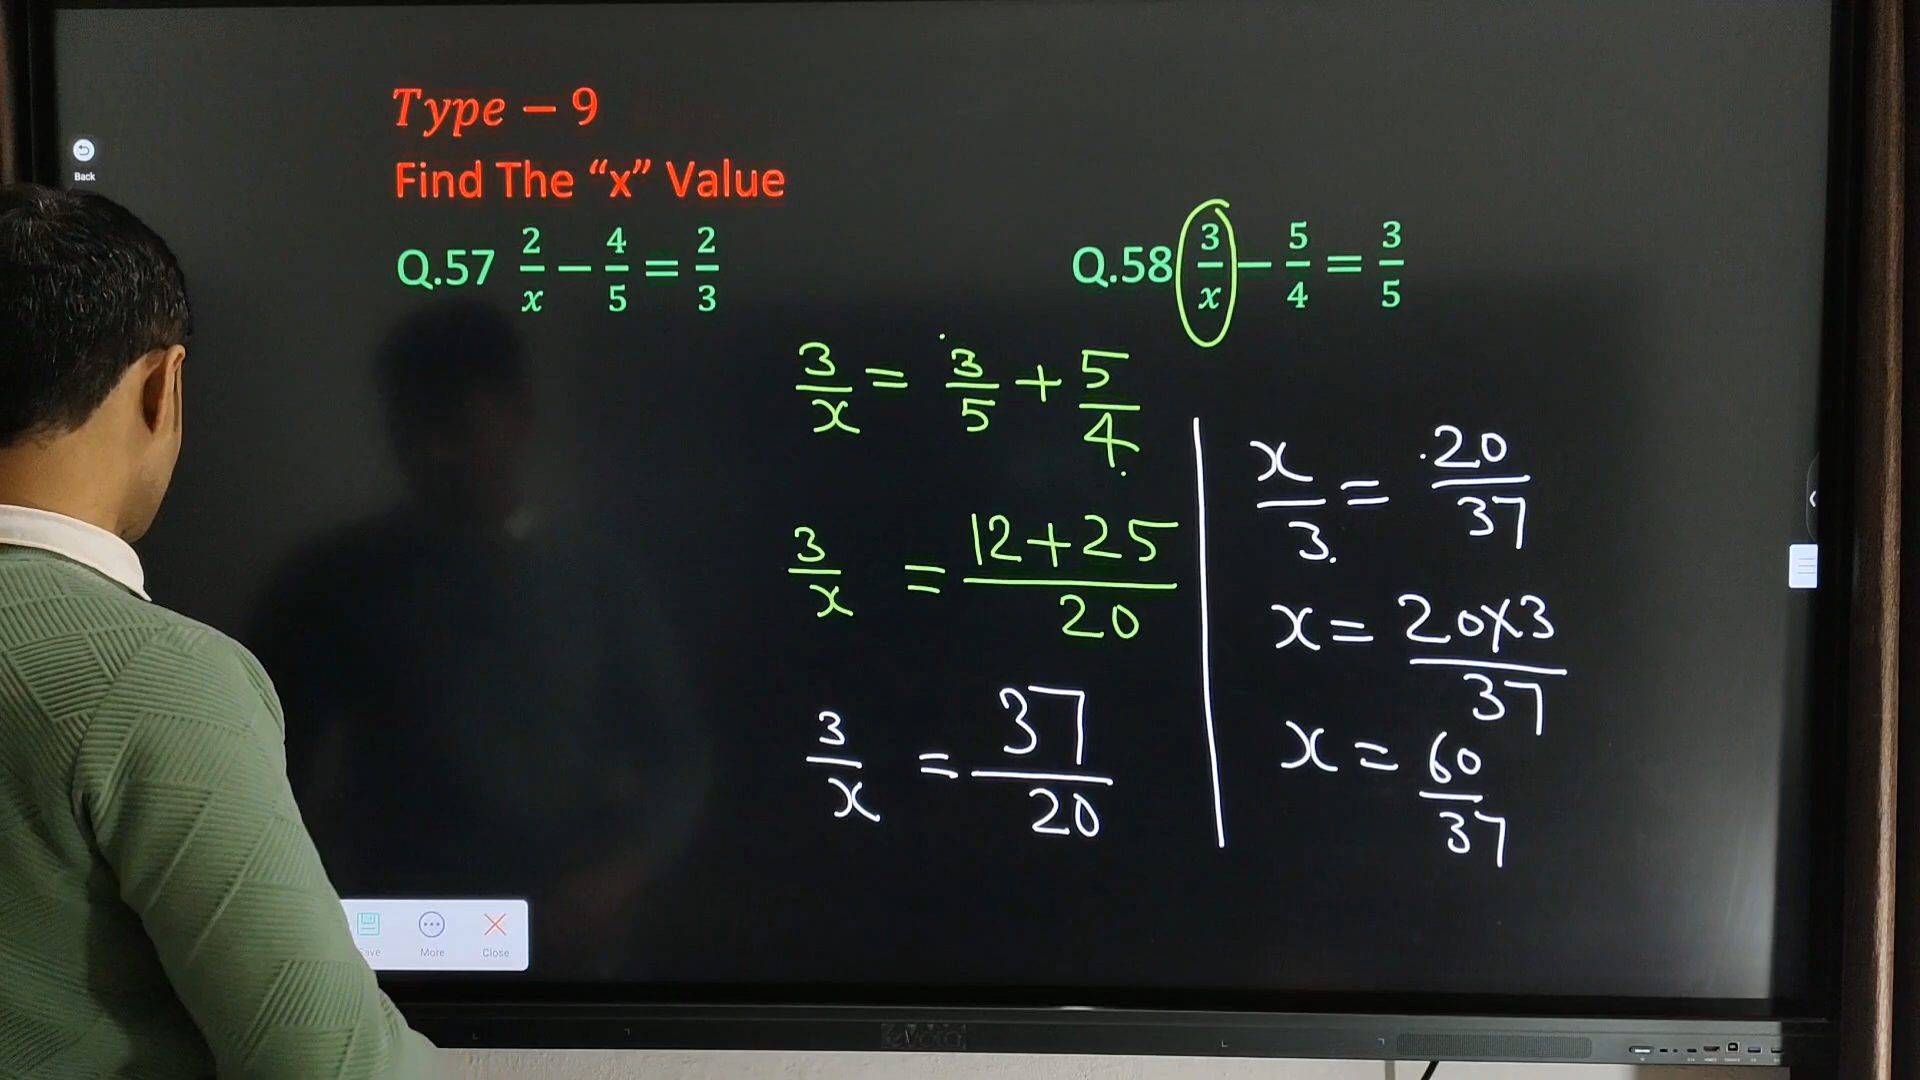 Type – 9
Back
Find The “x” Value
Q.57 2/x – 4/5 = 2/3
Q.58 3/x – 5/4 = 3/5
3/x = 3/5 + 5/4
3/x = 12+25/20
3/x = 37/20
x/3 = 20/37
x = 20×3/37
x = 60/37
More
Close